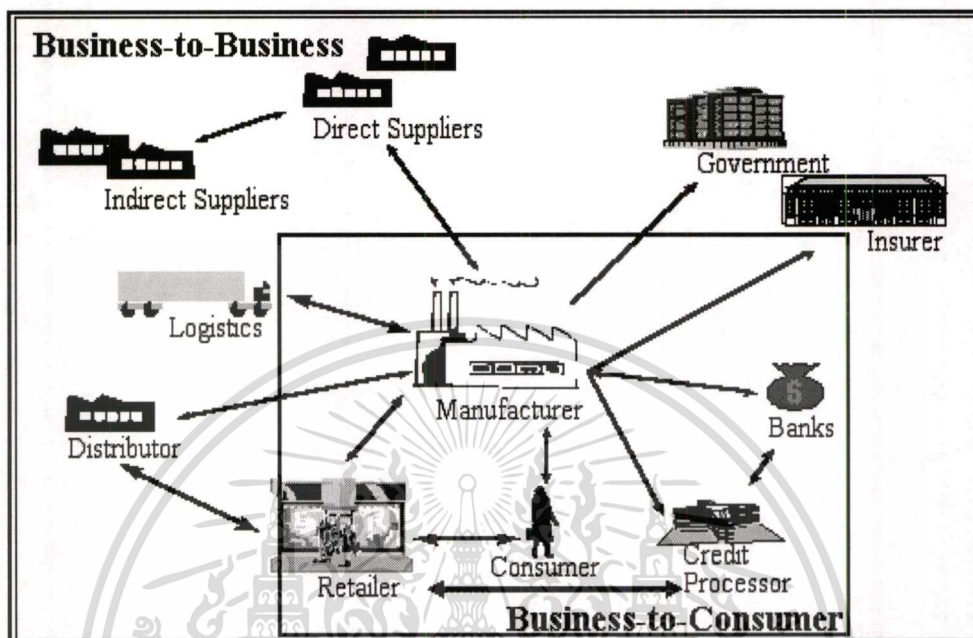 Business-to-Business
Direct Suppliers
Indirect Suppliers
Government
Insurer
Logistics
Manufacturer
Distributor
$
Banks
Retailer
Consumer
Credit
Processor
Business-to-Consumer